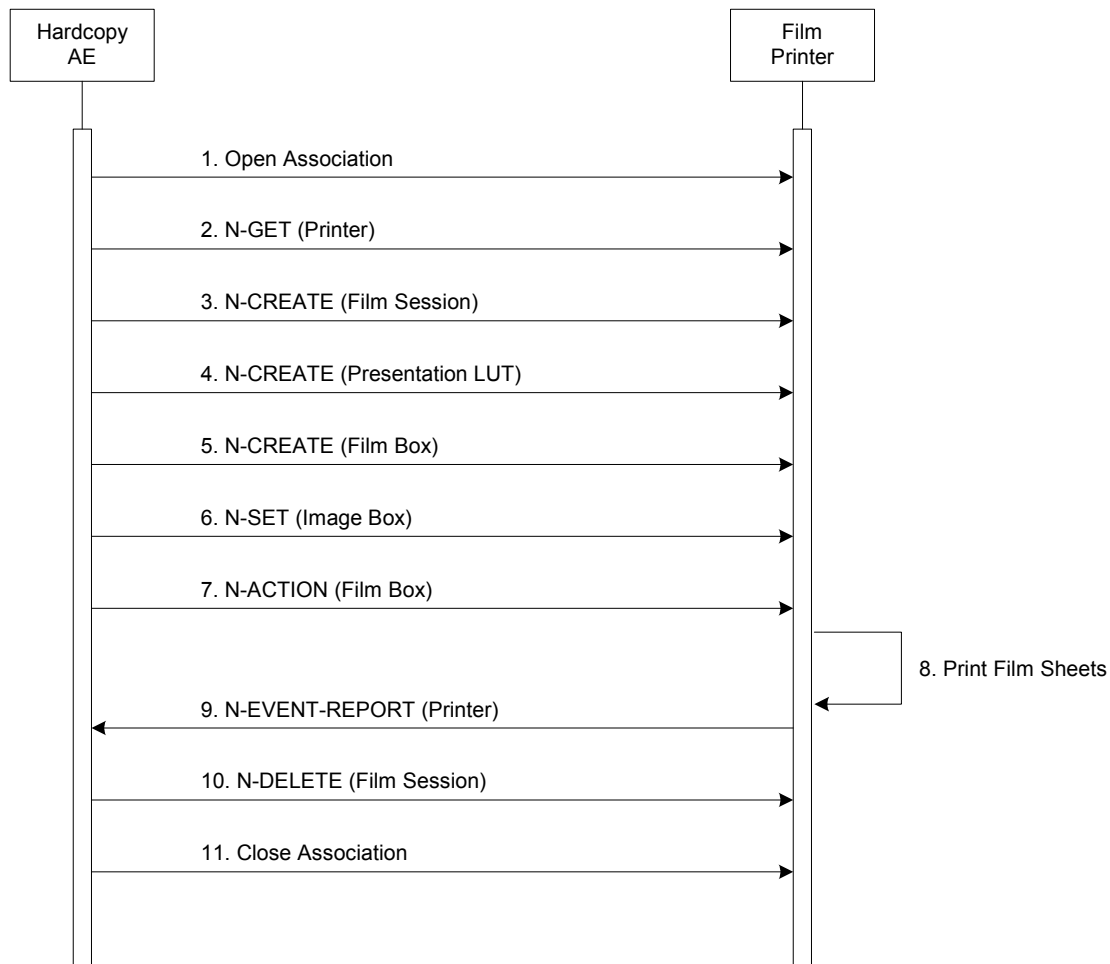 Hardcopy
AE
Film
Printer
1. Open Association
2. N-GET (Printer)
3. N-CREATE (Film Session)
4. N-CREATE (Presentation LUT)
5. N-CREATE (Film Box)
6. N-SET (Image Box)
7. N-ACTION (Film Box)
8. Print Film Sheets
9. N-EVENT-REPORT (Printer)
10. N-DELETE (Film Session)
11. Close Association